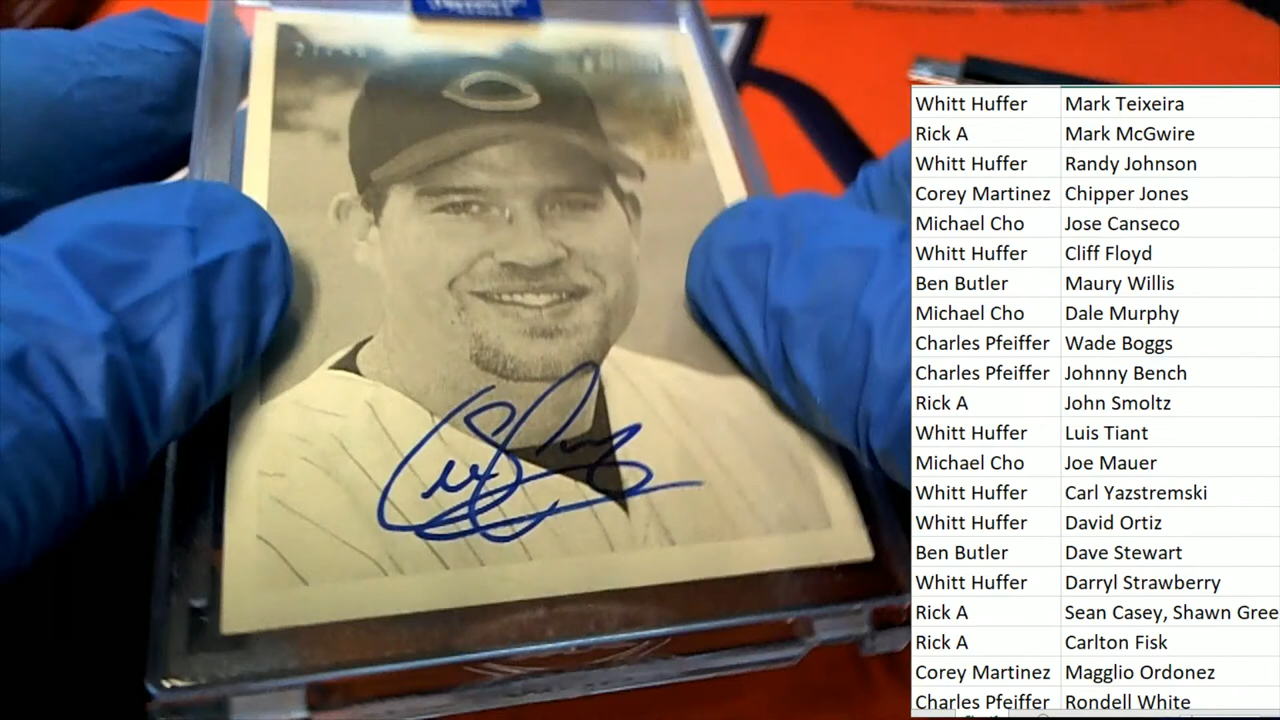 Whitt Huffer Mark Teixeira
Rick A Mark McGwire
Whitt Huffer Randy Johnson
Corey Martinez Chipper Jones
Michael Cho Jose Canseco
Whitt Huffer Cliff Floyd
Ben Butler Maury Willis
Michael Cho Dale Murphy
Charles Pfeiffer Wade Boggs
Charles Pfeiffer Johnny Bench
Rick A John Smoltz
Whitt Huffer Luis Tiant
Michael Cho Joe Mauer
Whitt Huffer Carl Yazstremski
Whitt Huffer David Ortiz
Ben Butler Dave Stewart
Whitt Huffer Darryl Strawberry
Rick A Sean Casey, Shawn Gree
Rick A Carlton Fisk
Corey Martinez Magglio Ordonez
Charles Pfeiffer Rondell White